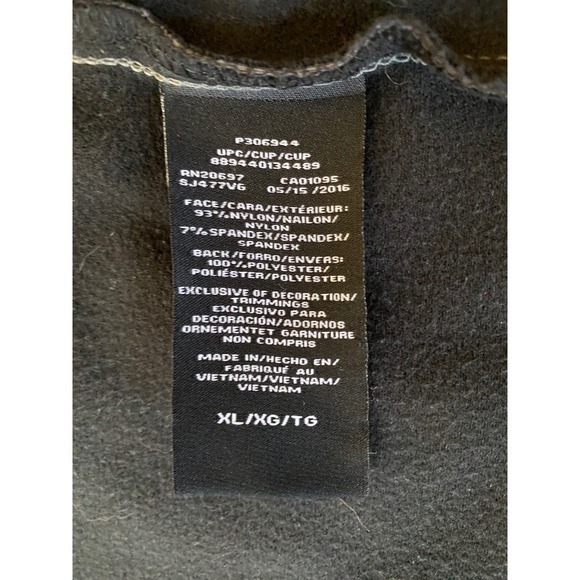 P306944
UPC/CUP/CUP
889440134489
RN20697 CA01095
SJ477V6 05/15 /2016
FACE/CARA/EXTÉRIEUR:
93%NYLON/NAILON/
NYLON
7%SPANDEX/SPANDEX/
SPANDEX
BACK/FORRO/ENVERS:
100%POLYESTER/
POLIÉSTER/POLYESTER
EXCLUSIVE OF DECORATION/
TRIMMINGS
EXCLUSIVO PARA
DECORACIÓN/ADORNOS
ORNEMENTET GARNITURE
NON COMPRIS
MADE IN/HECHO EN/
FABRIQUÉ AU
VIETNAM/VIETNAM/
VIETNAM
XL/XG/TG